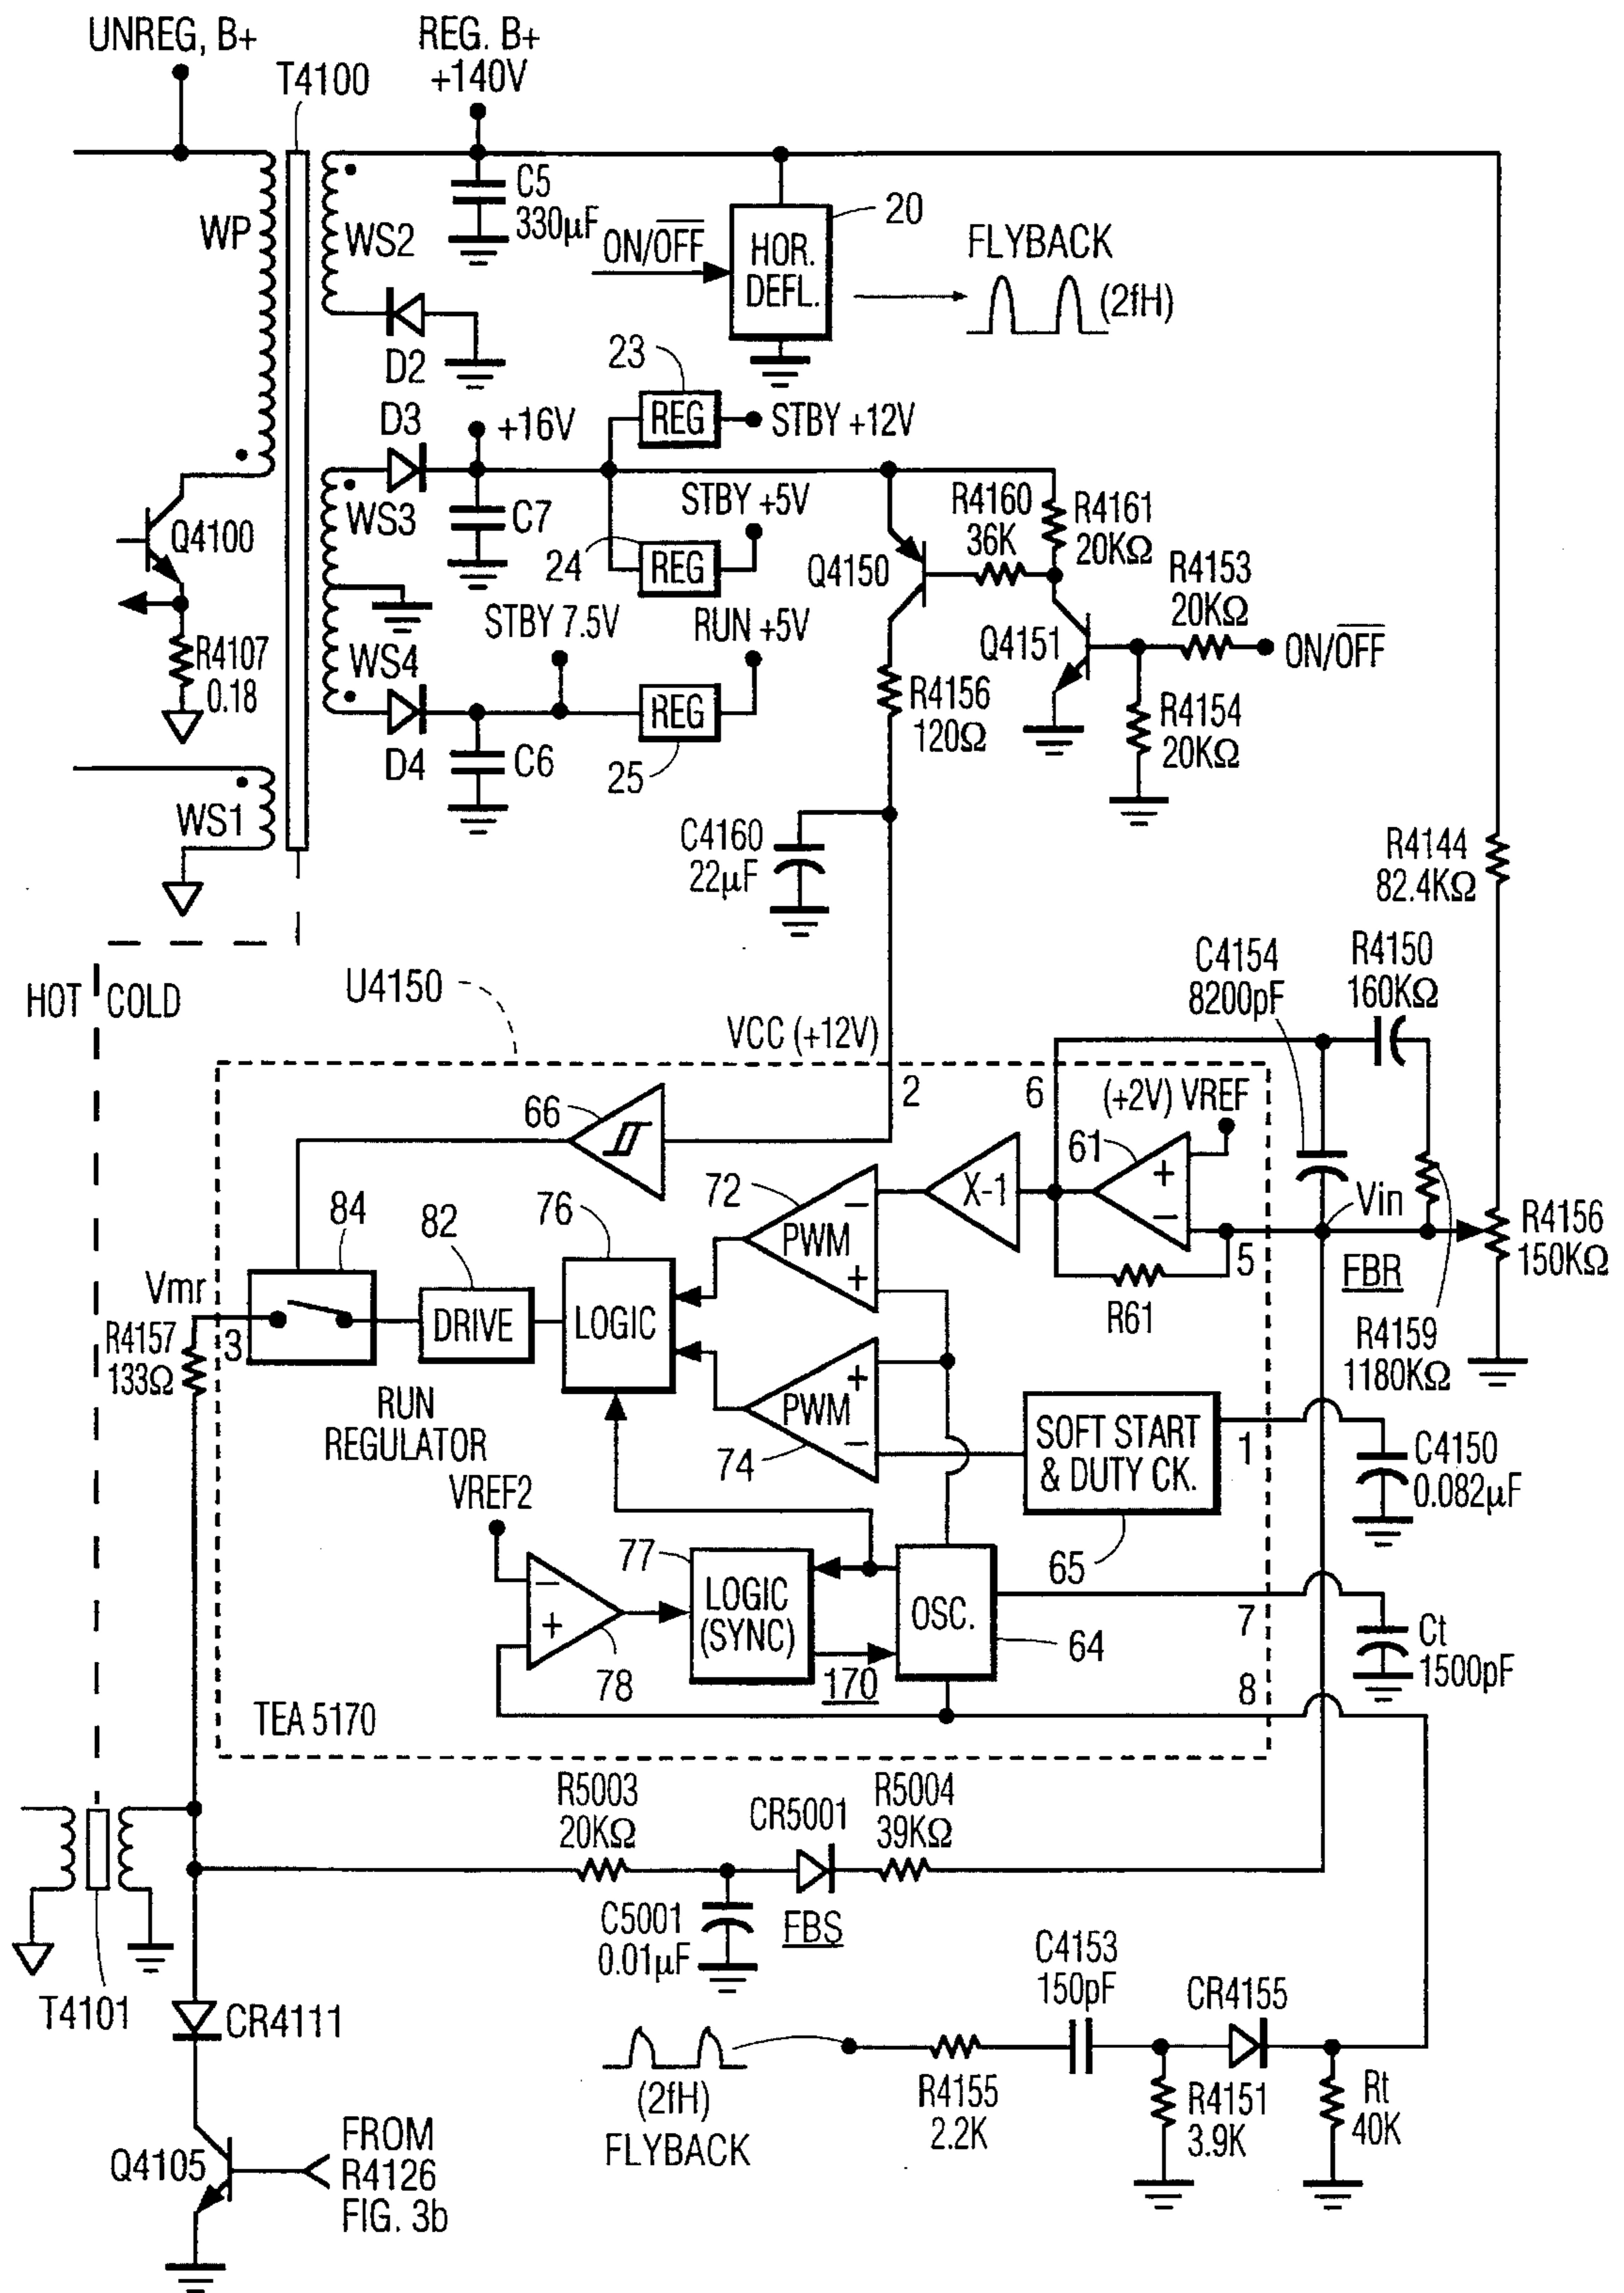 UNREG, B+
REG. B+
+140V
T4100
WP
WS2
C5
330µF
ON/OFF
HOR.
DEFL.
20
FLYBACK
(2fH)
D2
23
D3
+16V
REG
STBY +12V
WS3
C7
STBY +5V
Q4100
24
REG
Q4150
R4160
36K
R4161
20KΩ
R4153
20KΩ
ON/OFF
STBY 7.5V
RUN +5V
Q4151
R4107
0.18
WS4
REG
R4156
120Ω
R4154
20KΩ
D4
C6
25
WS1
C4160
22µF
R4144
82.4KΩ
HOT
COLD
U4150
VCC (+12V)
C4154
8200pF
R4150
160KΩ
2
6
(+2V) VREF
66
61
+
−
X-1
72
−
PWM
+
76
LOGIC
82
DRIVE
84
Vmr
3
R4157
133Ω
5
Vin
FBR
R4156
150KΩ
R61
R4159
1180KΩ
RUN
REGULATOR
+
PWM
−
74
SOFT START
& DUTY CK.
1
C4150
0.082µF
VREF2
77
65
−
+
78
LOGIC
(SYNC)
170
OSC.
64
7
Ct
1500pF
8
TEA 5170
R5003
20KΩ
CR5001
R5004
39KΩ
C5001
0.01µF
FBS
T4101
CR4111
C4153
150pF
CR4155
(2fH)
FLYBACK
R4155
2.2K
R4151
3.9K
Rt
40K
Q4105
FROM
R4126
FIG. 3b